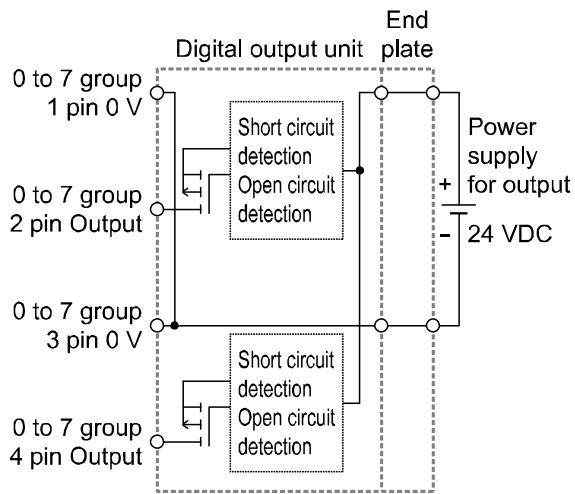 Digital output unit
End
plate
0 to 7 group
1 pin 0 V
Short circuit
detection
Open circuit
detection
0 to 7 group
2 pin Output
Power
supply
+ for output
− 24 VDC
0 to 7 group
3 pin 0 V
Short circuit
detection
Open circuit
detection
0 to 7 group
4 pin Output